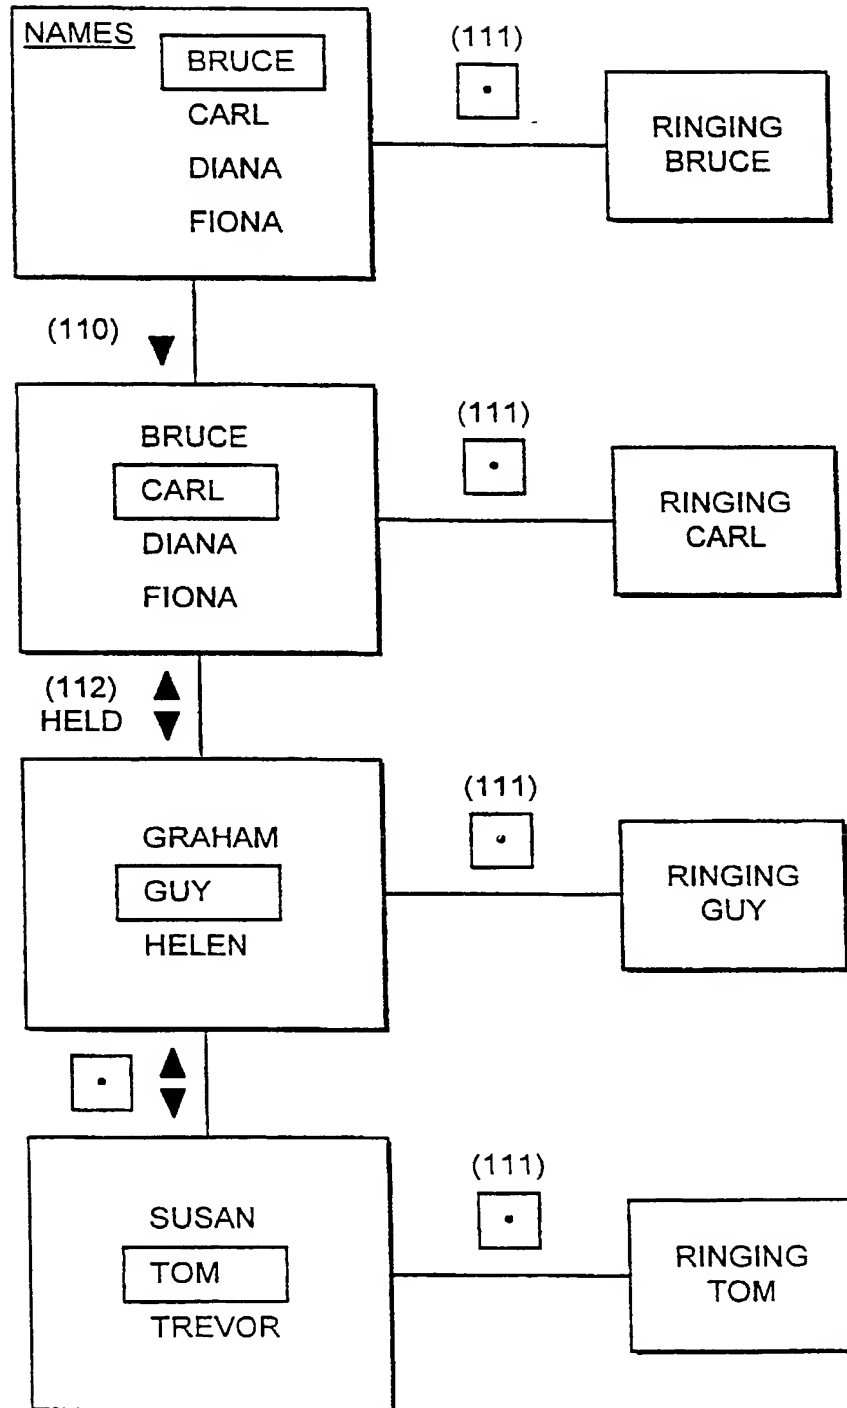 NAMES
BRUCE
CARL
DIANA
FIONA
(111)
RINGING
BRUCE
(110)
BRUCE
CARL
DIANA
FIONA
(111)
RINGING
CARL
(112)
HELD
GRAHAM
GUY
HELEN
(111)
RINGING
GUY
SUSAN
TOM
TREVOR
(111)
RINGING
TOM